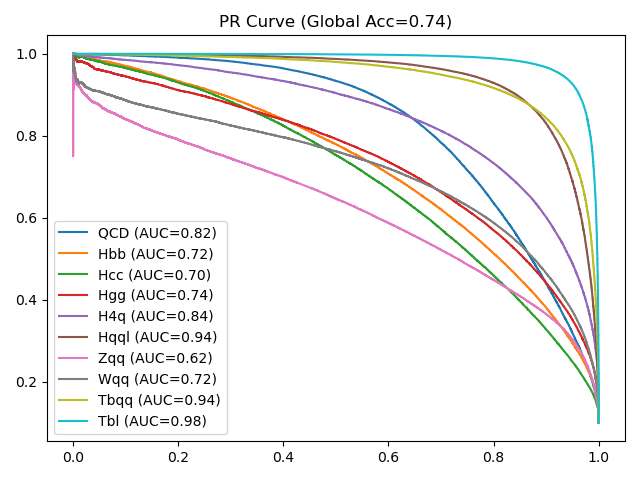 PR Curve (Global Acc=0.74)
1.0
0.8
0.6
0.4
0.2
QCD (AUC=0.82)
Hbb (AUC=0.72)
Hcc (AUC=0.70)
Hgg (AUC=0.74)
H4q (AUC=0.84)
Hqql (AUC=0.94)
Zqq (AUC=0.62)
Wqq (AUC=0.72)
Tbqq (AUC=0.94)
Tbl (AUC=0.98)
0.0 0.2 0.4 0.6 0.8 1.0